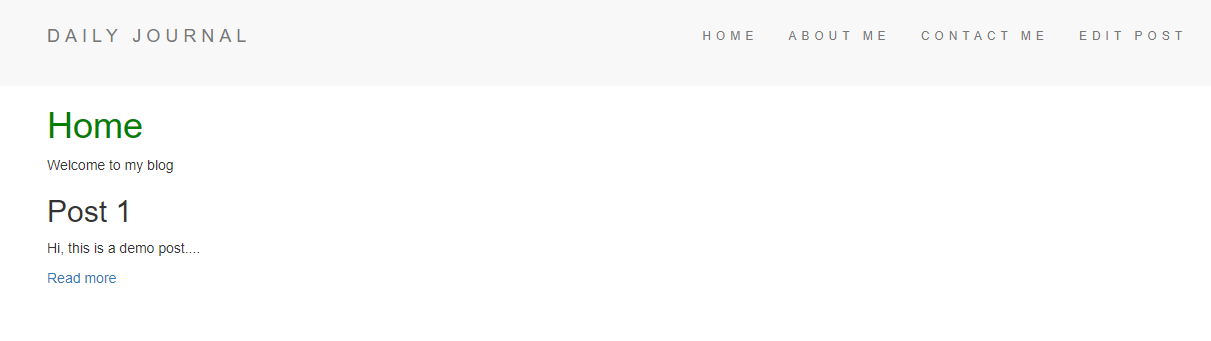 DAILY JOURNAL
HOME ABOUT ME CONTACT ME EDIT POST
Home
Welcome to my blog
Post 1
Hi, this is a demo post....
Read more